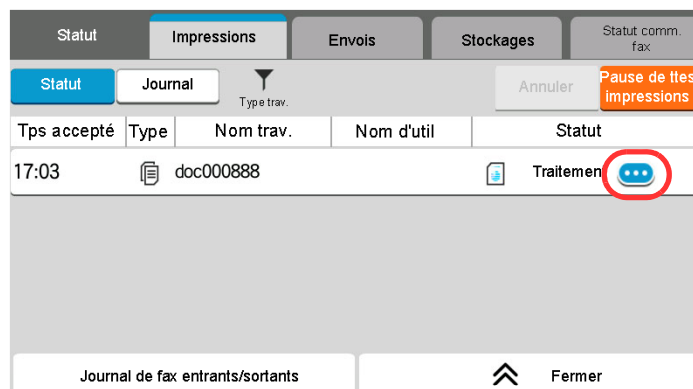 Statut
Impressions
Envois
Stockages
Statut comm.
fax
Statut
Journal
Type trav.
Annuler
Pause de ttes
impressions
Tps accepté Type Nom trav. Nom d'util Statut
17:03 doc000888 Traitemen
Journal de fax entrants/sortants
Fermer